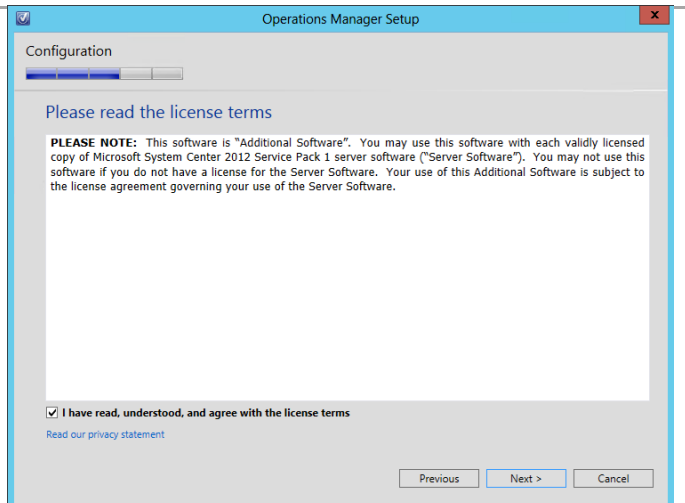 Operations Manager Setup
x
Configuration
Please read the license terms
PLEASE NOTE: This software is “Additional Software”. You may use this software with each validly licensed
copy of Microsoft System Center 2012 Service Pack 1 server software (“Server Software”). You may not use this
software if you do not have a license for the Server Software. Your use of this Additional Software is subject to
the license agreement governing your use of the Server Software.
I have read, understood, and agree with the license terms
Read our privacy statement
Previous Next > Cancel